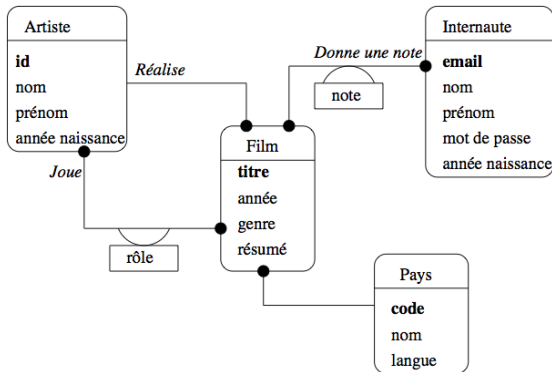 Artiste
id
nom
prénom
année naissance
Réalise
Joue
rôle
Donne une note
note
Internaute
email
nom
prénom
mot de passe
année naissance
Film
titre
année
genre
résumé
Pays
code
nom
langue